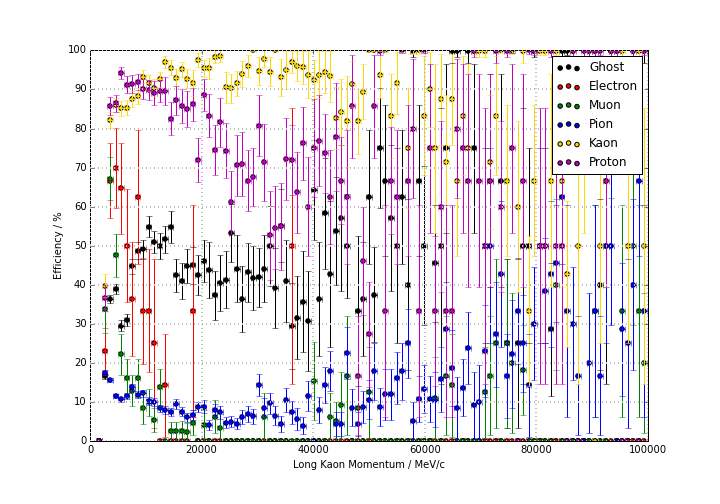 100
90
80
70
60
50
40
30
20
10
0
Efficiency / %
Ghost
Electron
Muon
Pion
Kaon
Proton
0 20000 40000 60000 80000 100000
Long Kaon Momentum / MeV/c